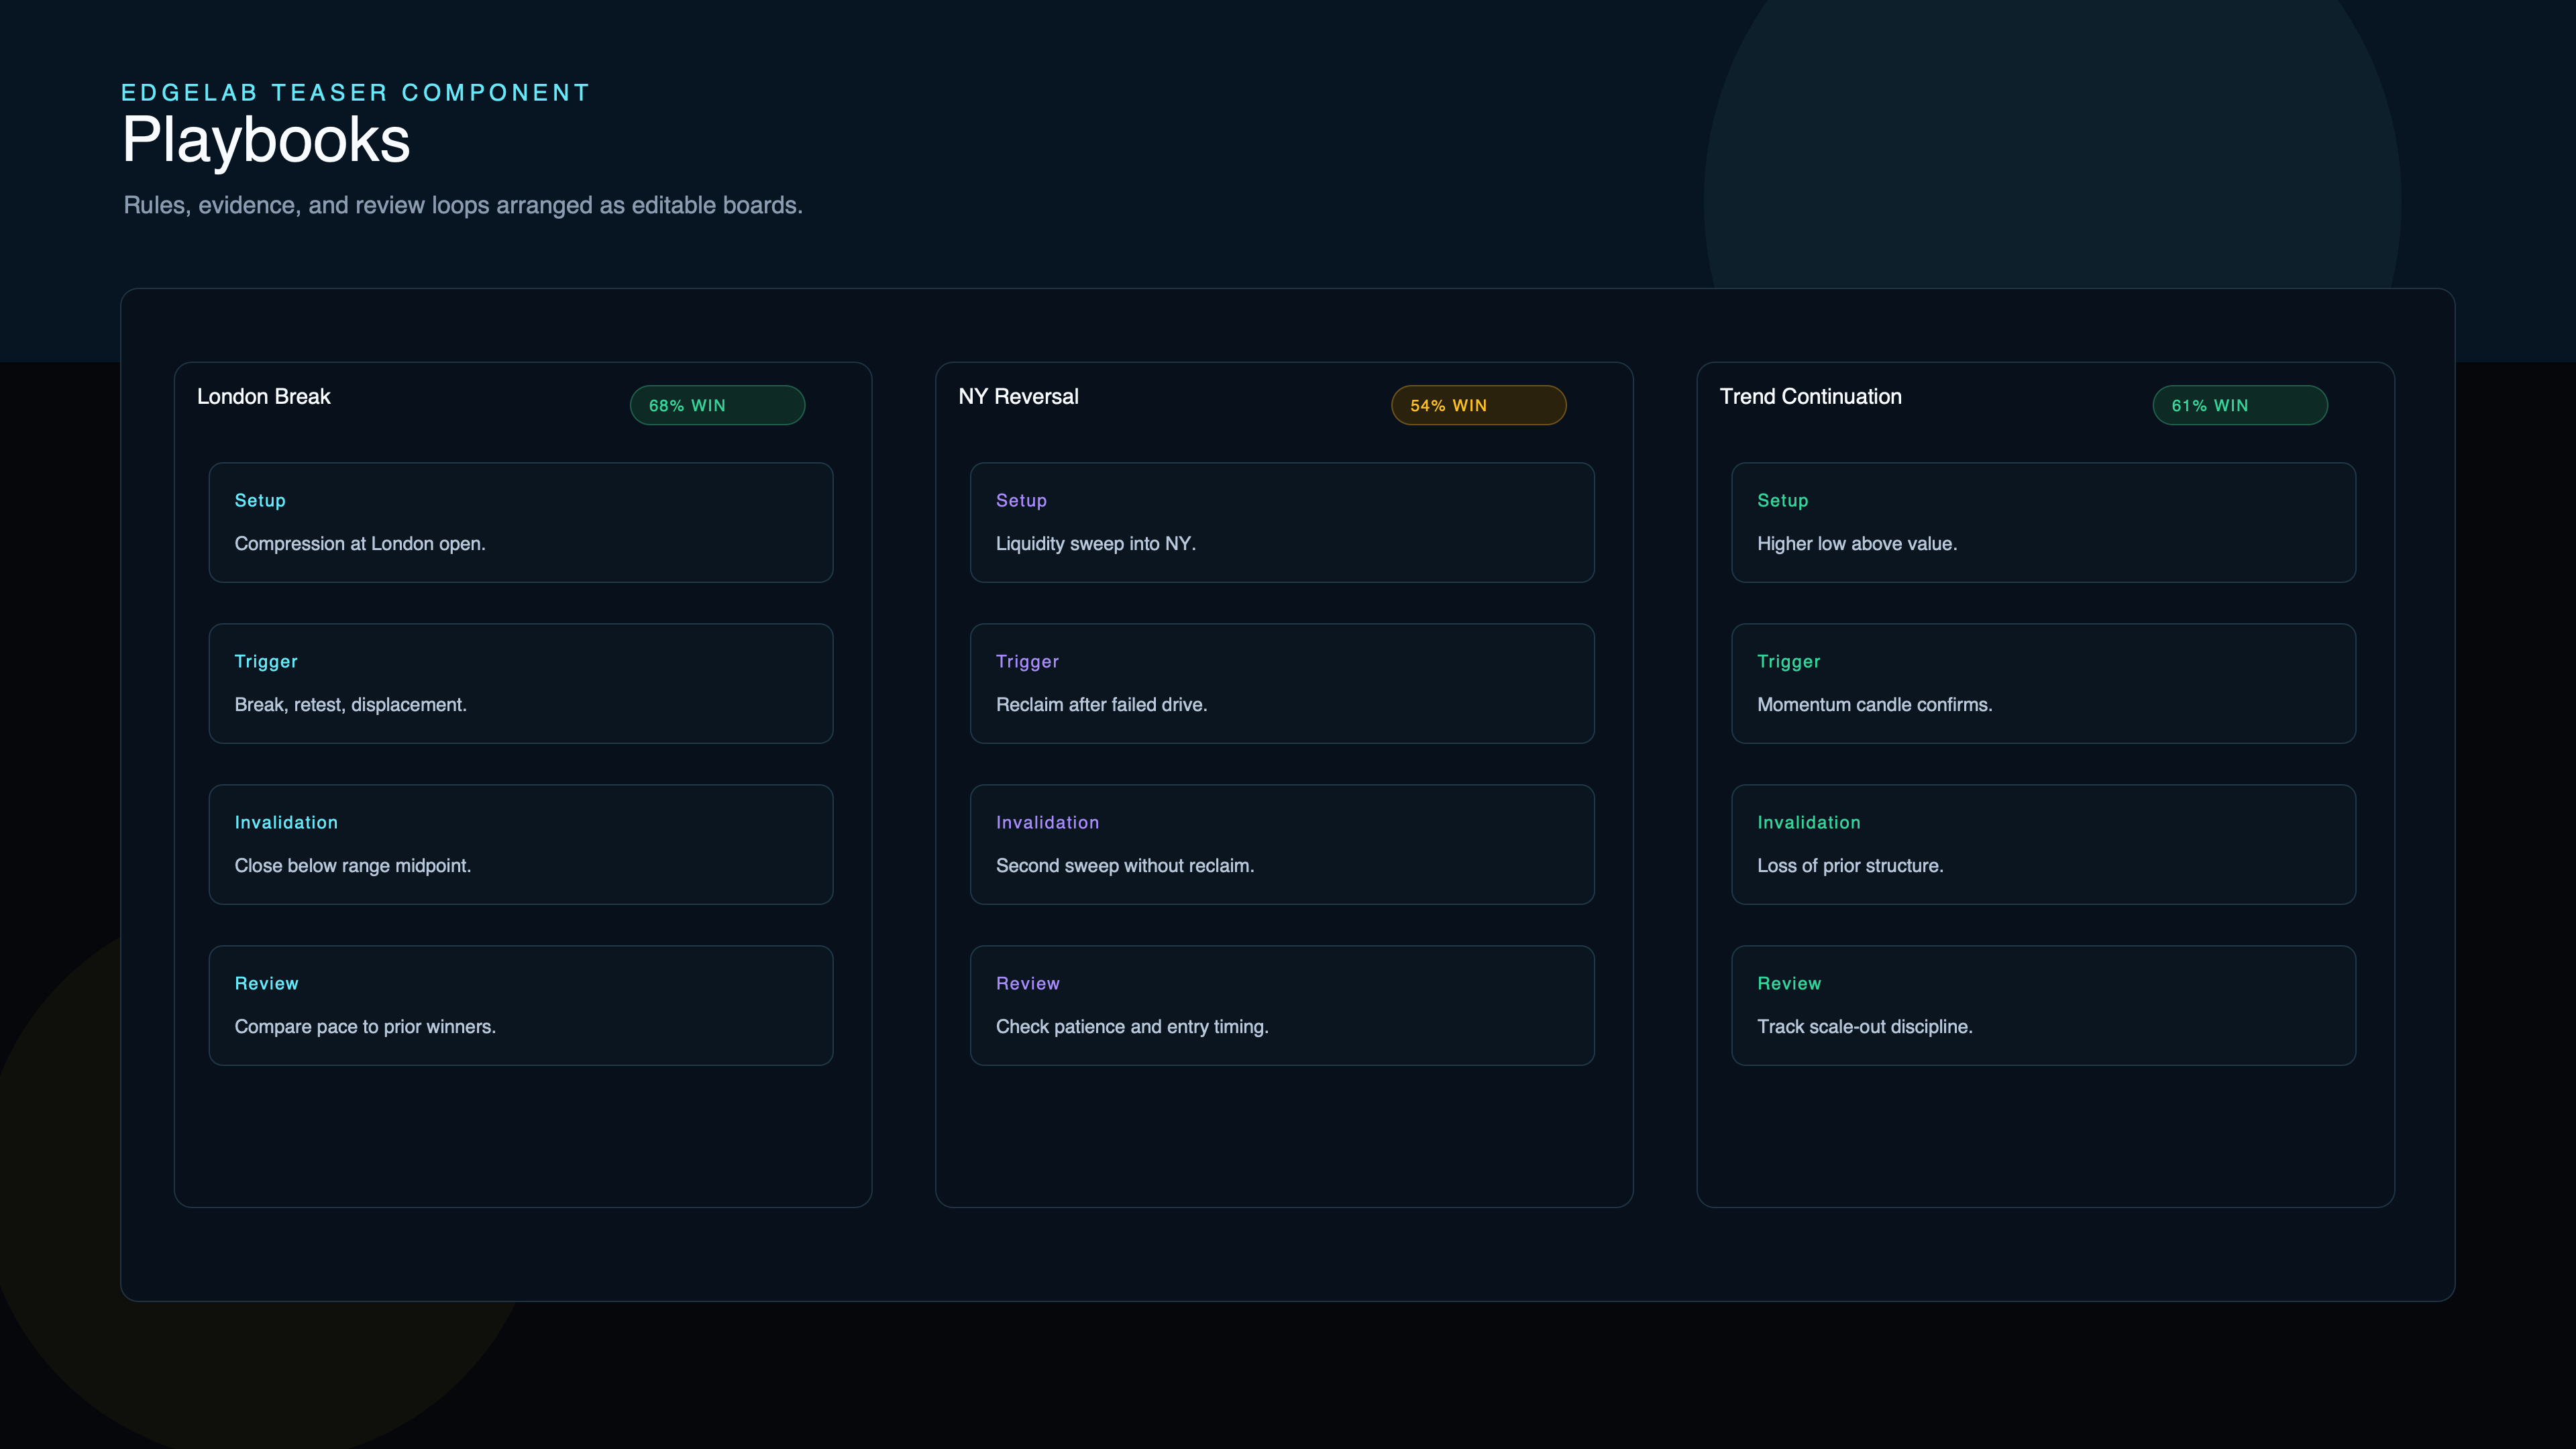 EDGELAB TEASER COMPONENT
Playbooks
Rules, evidence, and review loops arranged as editable boards.
London Break
68% WIN
Setup
Compression at London open.
Trigger
Break, retest, displacement.
Invalidation
Close below range midpoint.
Review
Compare pace to prior winners.
NY Reversal
54% WIN
Setup
Liquidity sweep into NY.
Trigger
Reclaim after failed drive.
Invalidation
Second sweep without reclaim.
Review
Check patience and entry timing.
Trend Continuation
61% WIN
Setup
Higher low above value.
Trigger
Momentum candle confirms.
Invalidation
Loss of prior structure.
Review
Track scale-out discipline.